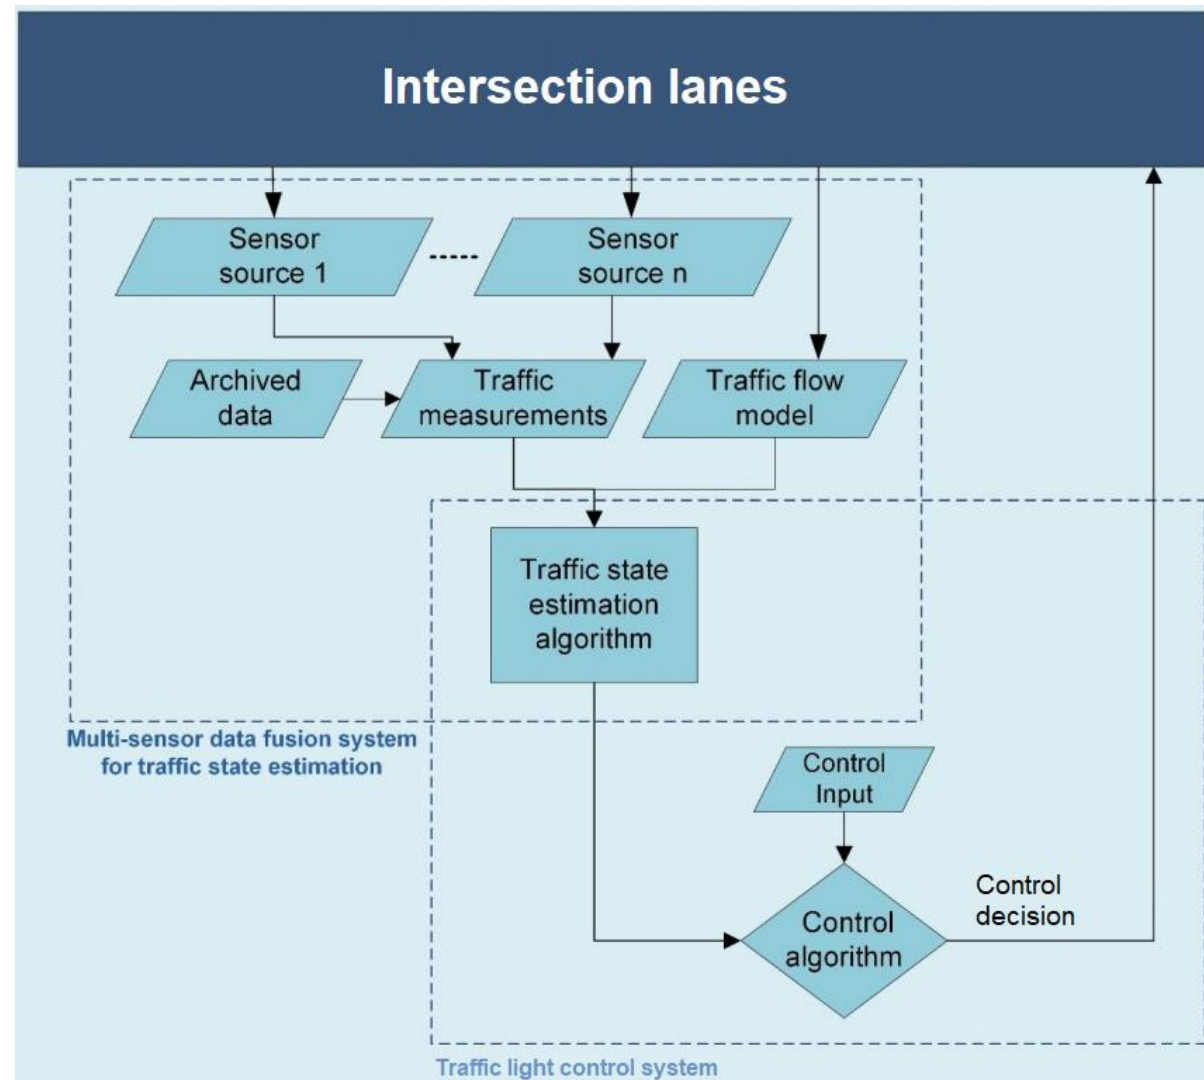 Intersection lanes
Sensor
source 1
Sensor
source n
Archived
data
Traffic
measurements
Traffic flow
model
Traffic state
estimation
algorithm
Multi-sensor data fusion system
for traffic state estimation
Control
Input
Control
algorithm
Control
decision
Traffic light control system